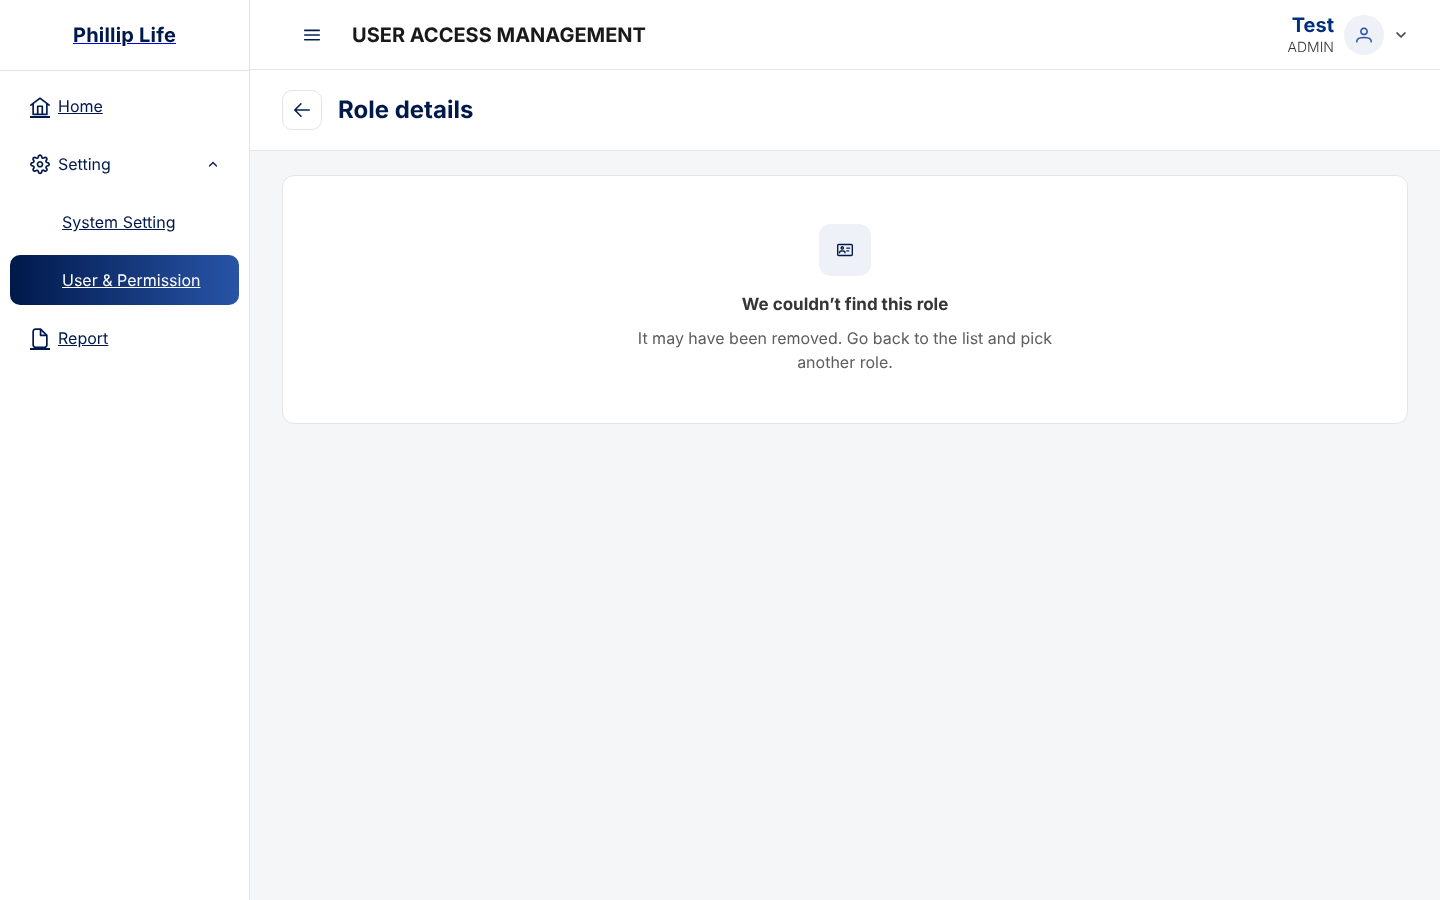 Phillip Life
USER ACCESS MANAGEMENT
Test
ADMIN
Home
Setting
System Setting
User & Permission
Report
Role details
We couldn’t find this role
It may have been removed. Go back to the list and pick
another role.